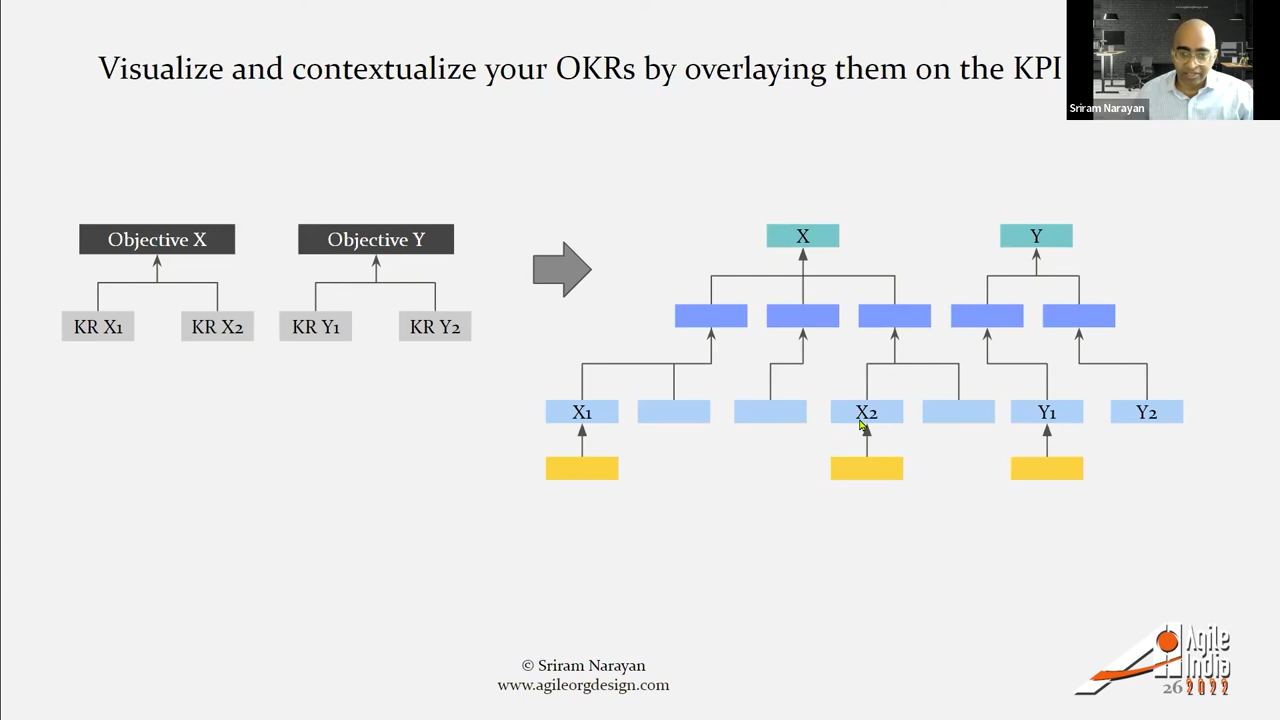 Visualize and contextualize your OKRs by overlaying them on the KPI
Sriram Narayan
Objective X
Objective Y
KR X1
KR X2
KR Y1
KR Y2
X
Y
X1
X2
Y1
Y2
© Sriram Narayan
www.agileorgdesign.com
Agile
India
2022
26